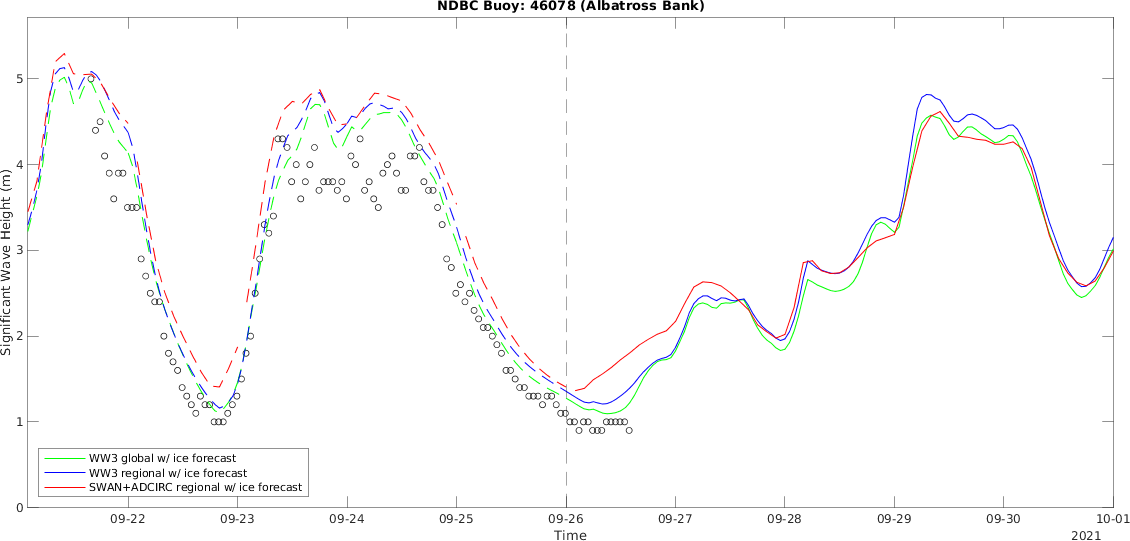 NDBC Buoy: 46078 (Albatross Bank)
Significant Wave Height (m)
5
4
3
2
1
0
WW3 global w/ ice forecast
WW3 regional w/ ice forecast
SWAN+ADCIRC regional w/ ice forecast
09-22 09-23 09-24 09-25 09-26 09-27 09-28 09-29 09-30 10-01
Time
2021